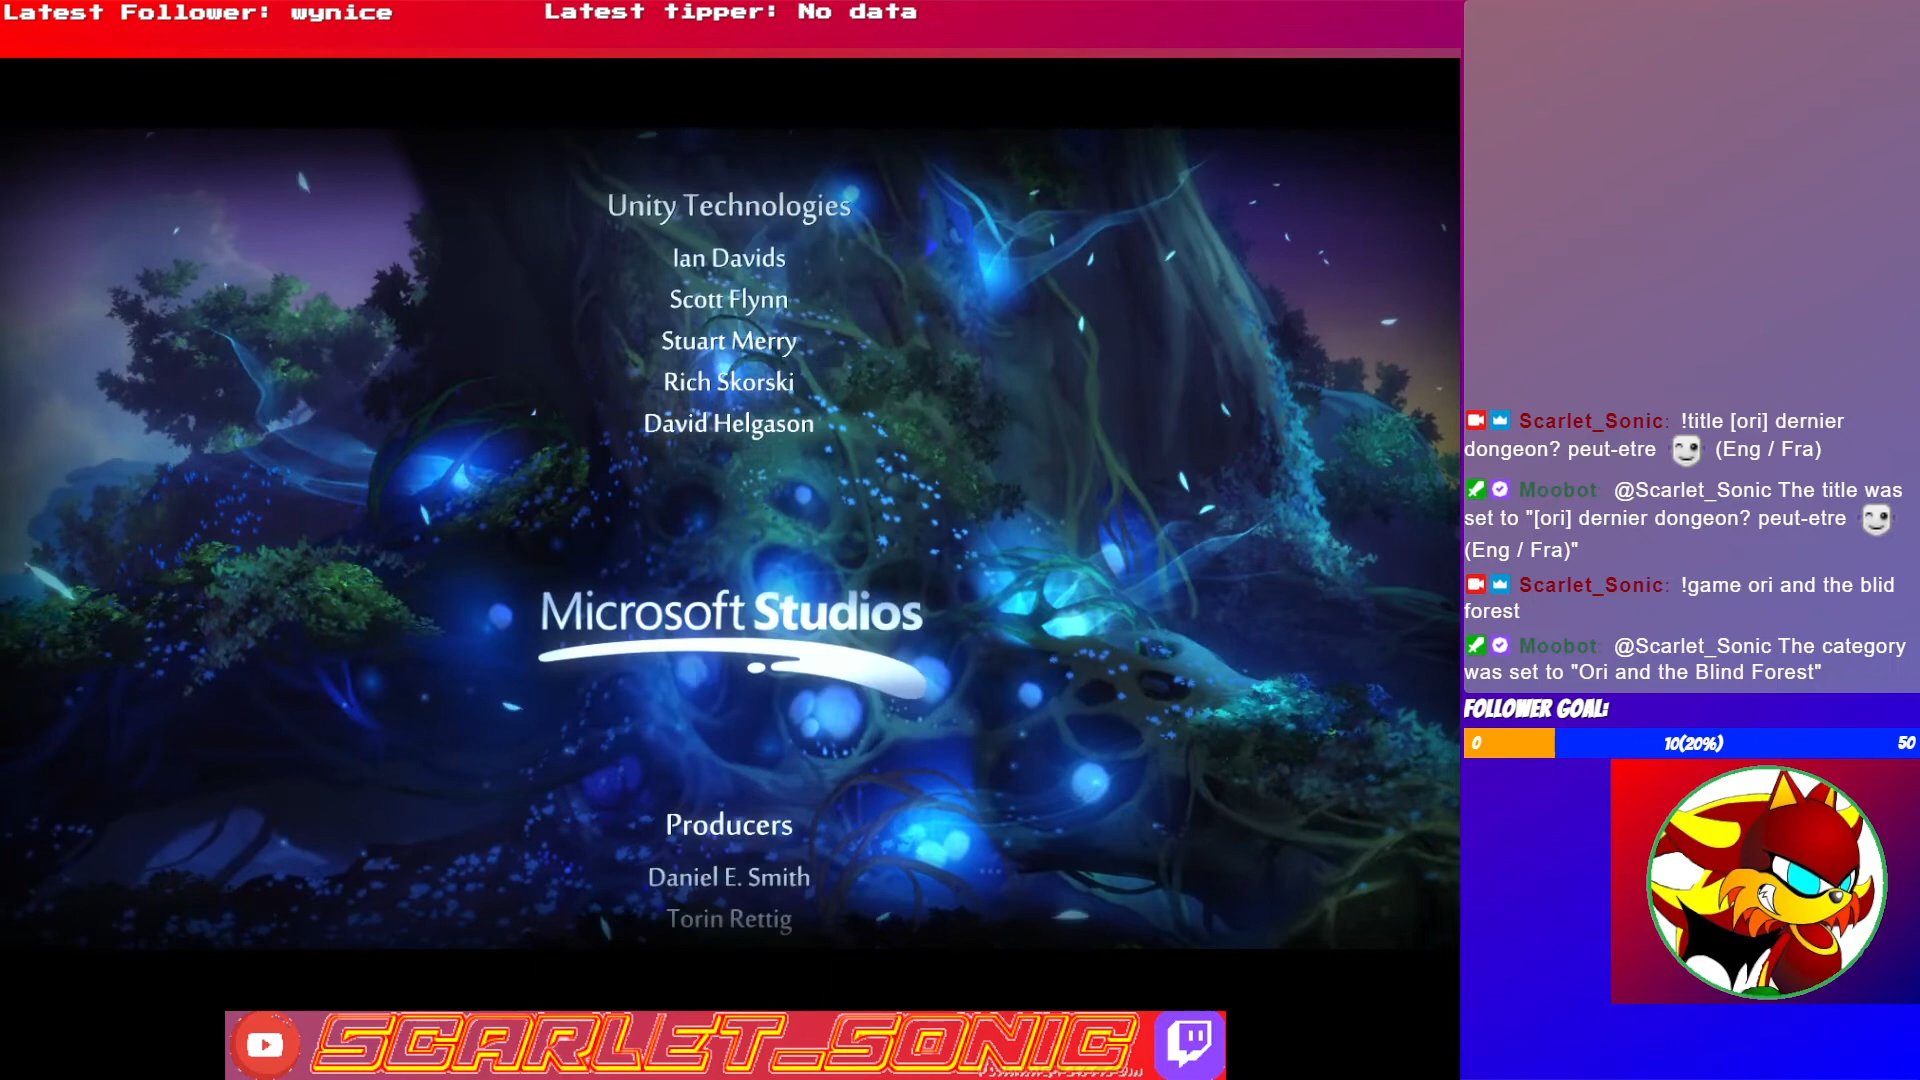 Latest Follower: wynice
Latest tipper: No data
Unity Technologies
Ian Davids
Scott Flynn
Stuart Merry
Rich Skorski
David Helgason
Microsoft Studios
Producers
Daniel E. Smith
Torin Rettig
Scarlet_Sonic: !title [ori] dernier
dongeon? peut-etre (Eng / Fra)
Moobot: @Scarlet_Sonic The title was
set to "[ori] dernier dongeon? peut-etre
(Eng / Fra)"
Scarlet_Sonic: !game ori and the blid
forest
Moobot: @Scarlet_Sonic The category
was set to "Ori and the Blind Forest"
FOLLOWER GOAL:
0 10(20%) 50
SCARLET_SONIC